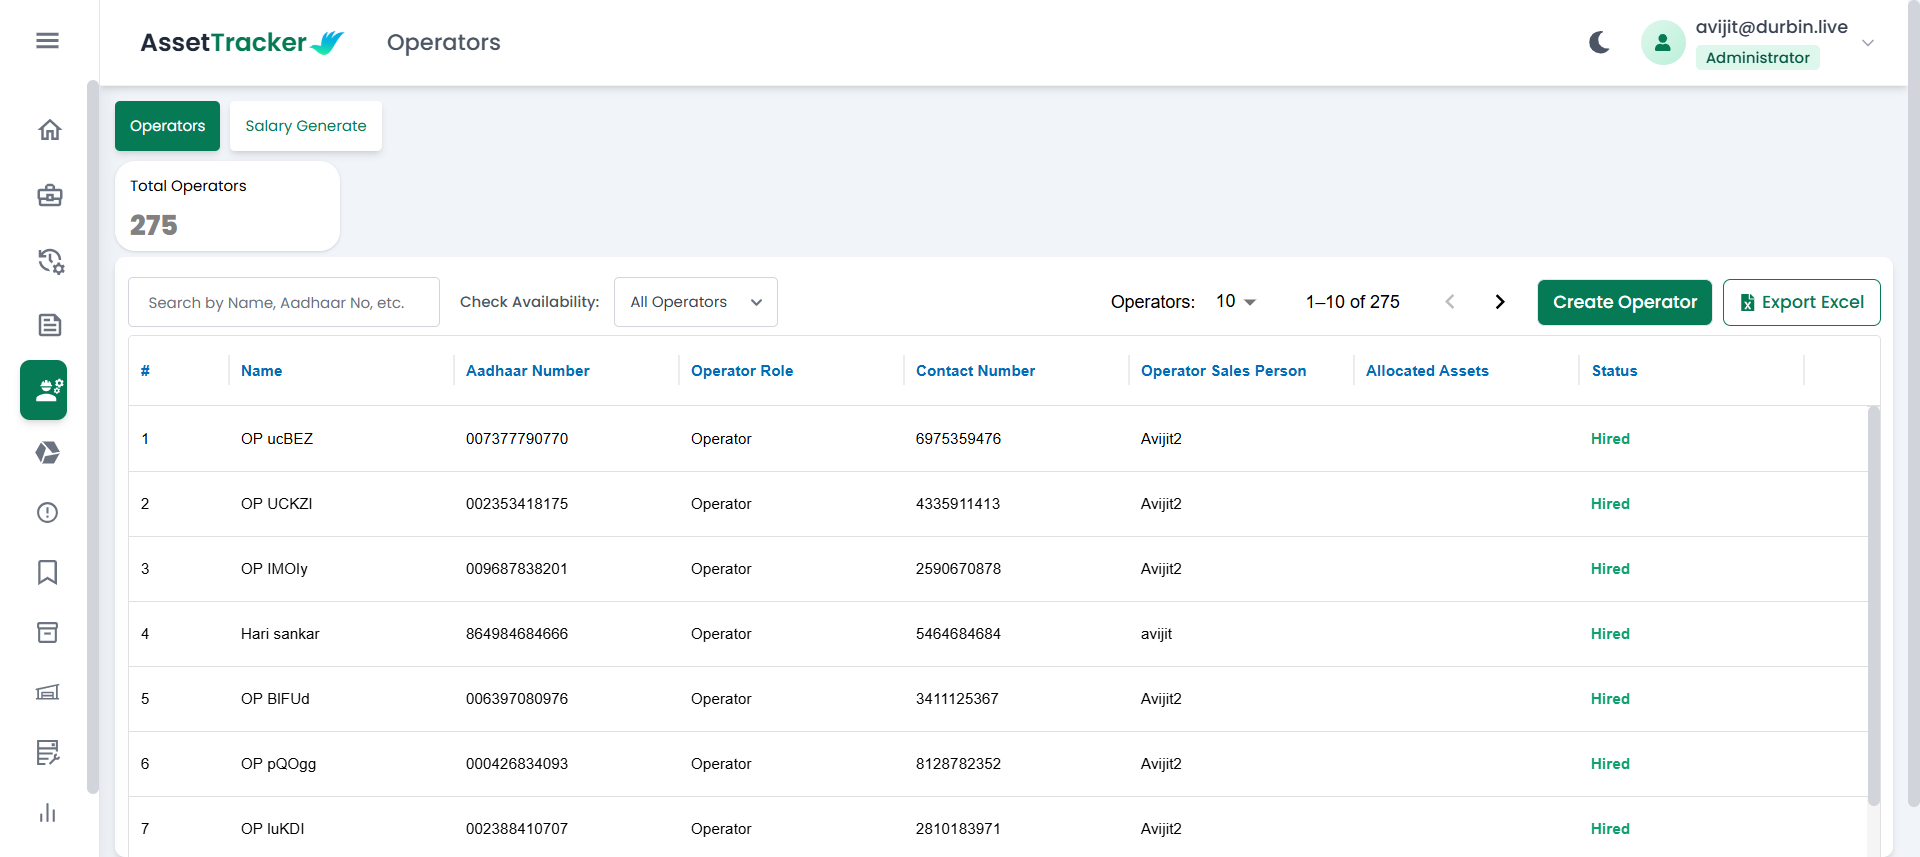 AssetTracker Operators
avijit@durbin.live
Administrator
Operators Salary Generate
Total Operators
275
Search by Name, Aadhaar No, etc. Check Availability: All Operators Operators: 10 1–10 of 275 Create Operator Export Excel
# Name Aadhaar Number Operator Role Contact Number Operator Sales Person Allocated Assets Status
1 OP ucBEZ 007377790770 Operator 6975359476 Avijit2 Hired
2 OP UCKZI 002353418175 Operator 4335911413 Avijit2 Hired
3 OP IMOIy 009687838201 Operator 2590670878 Avijit2 Hired
4 Hari sankar 864984684666 Operator 5464684684 avijit Hired
5 OP BIFUd 006397080976 Operator 3411125367 Avijit2 Hired
6 OP pQOgg 000426834093 Operator 8128782352 Avijit2 Hired
7 OP luKDI 002388410707 Operator 2810183971 Avijit2 Hired